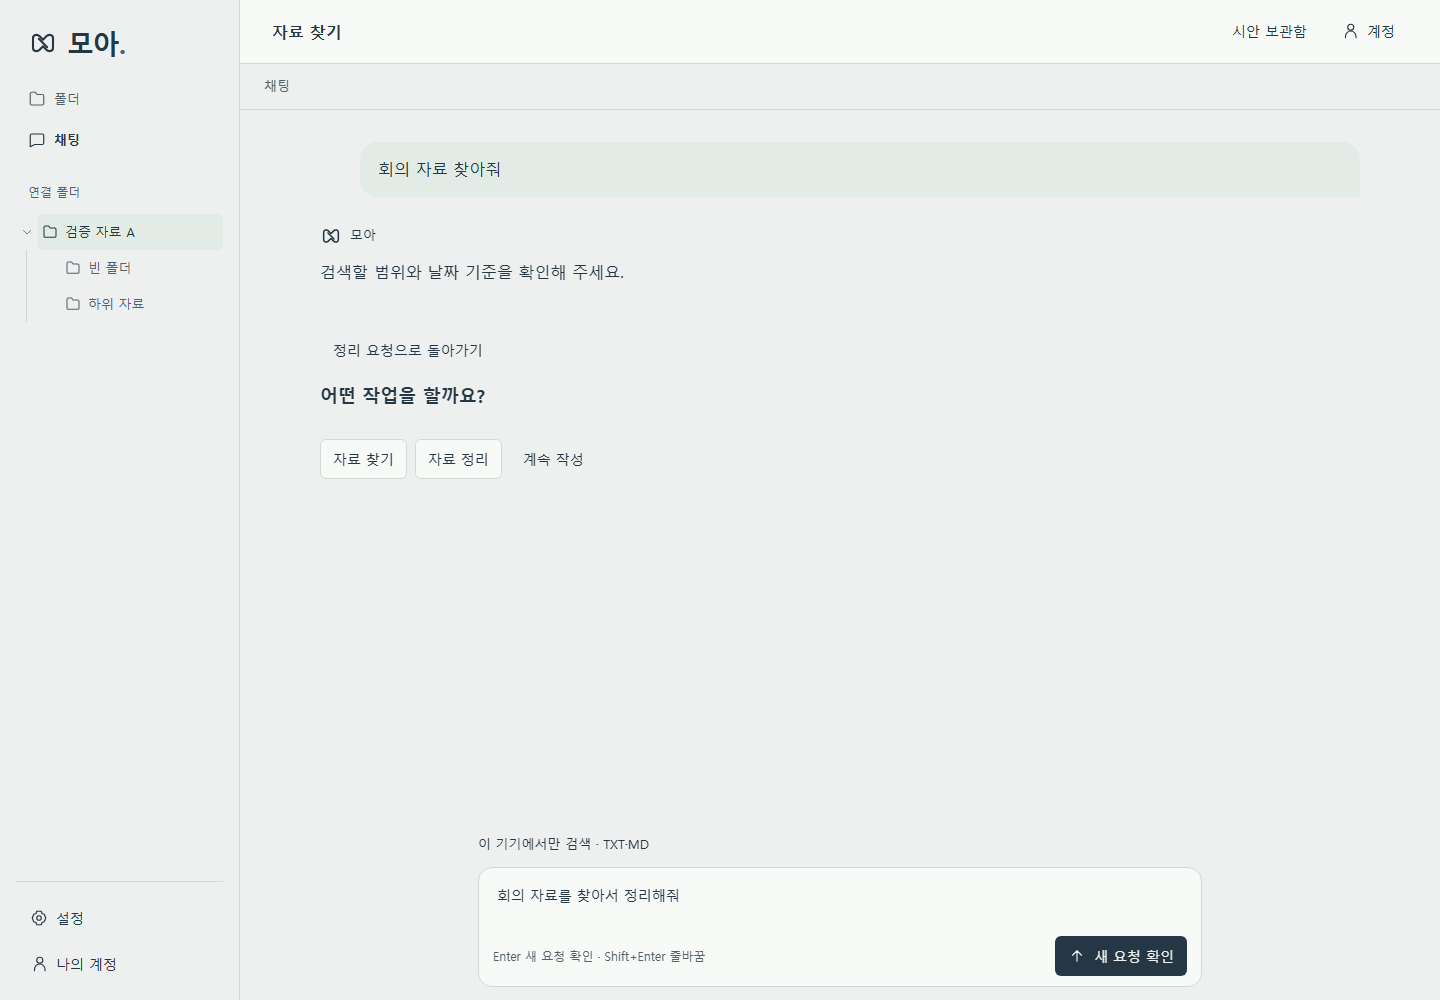 모아.
폴더
채팅
연결 폴더
검증 자료 A
빈 폴더
하위 자료
설정
나의 계정
자료 찾기
시안 보관함
계정
채팅
회의 자료 찾아줘
모아
검색할 범위와 날짜 기준을 확인해 주세요.
정리 요청으로 돌아가기
어떤 작업을 할까요?
자료 찾기
자료 정리
계속 작성
이 기기에서만 검색 · TXT·MD
회의 자료를 찾아서 정리해줘
Enter 새 요청 확인 · Shift+Enter 줄바꿈
새 요청 확인